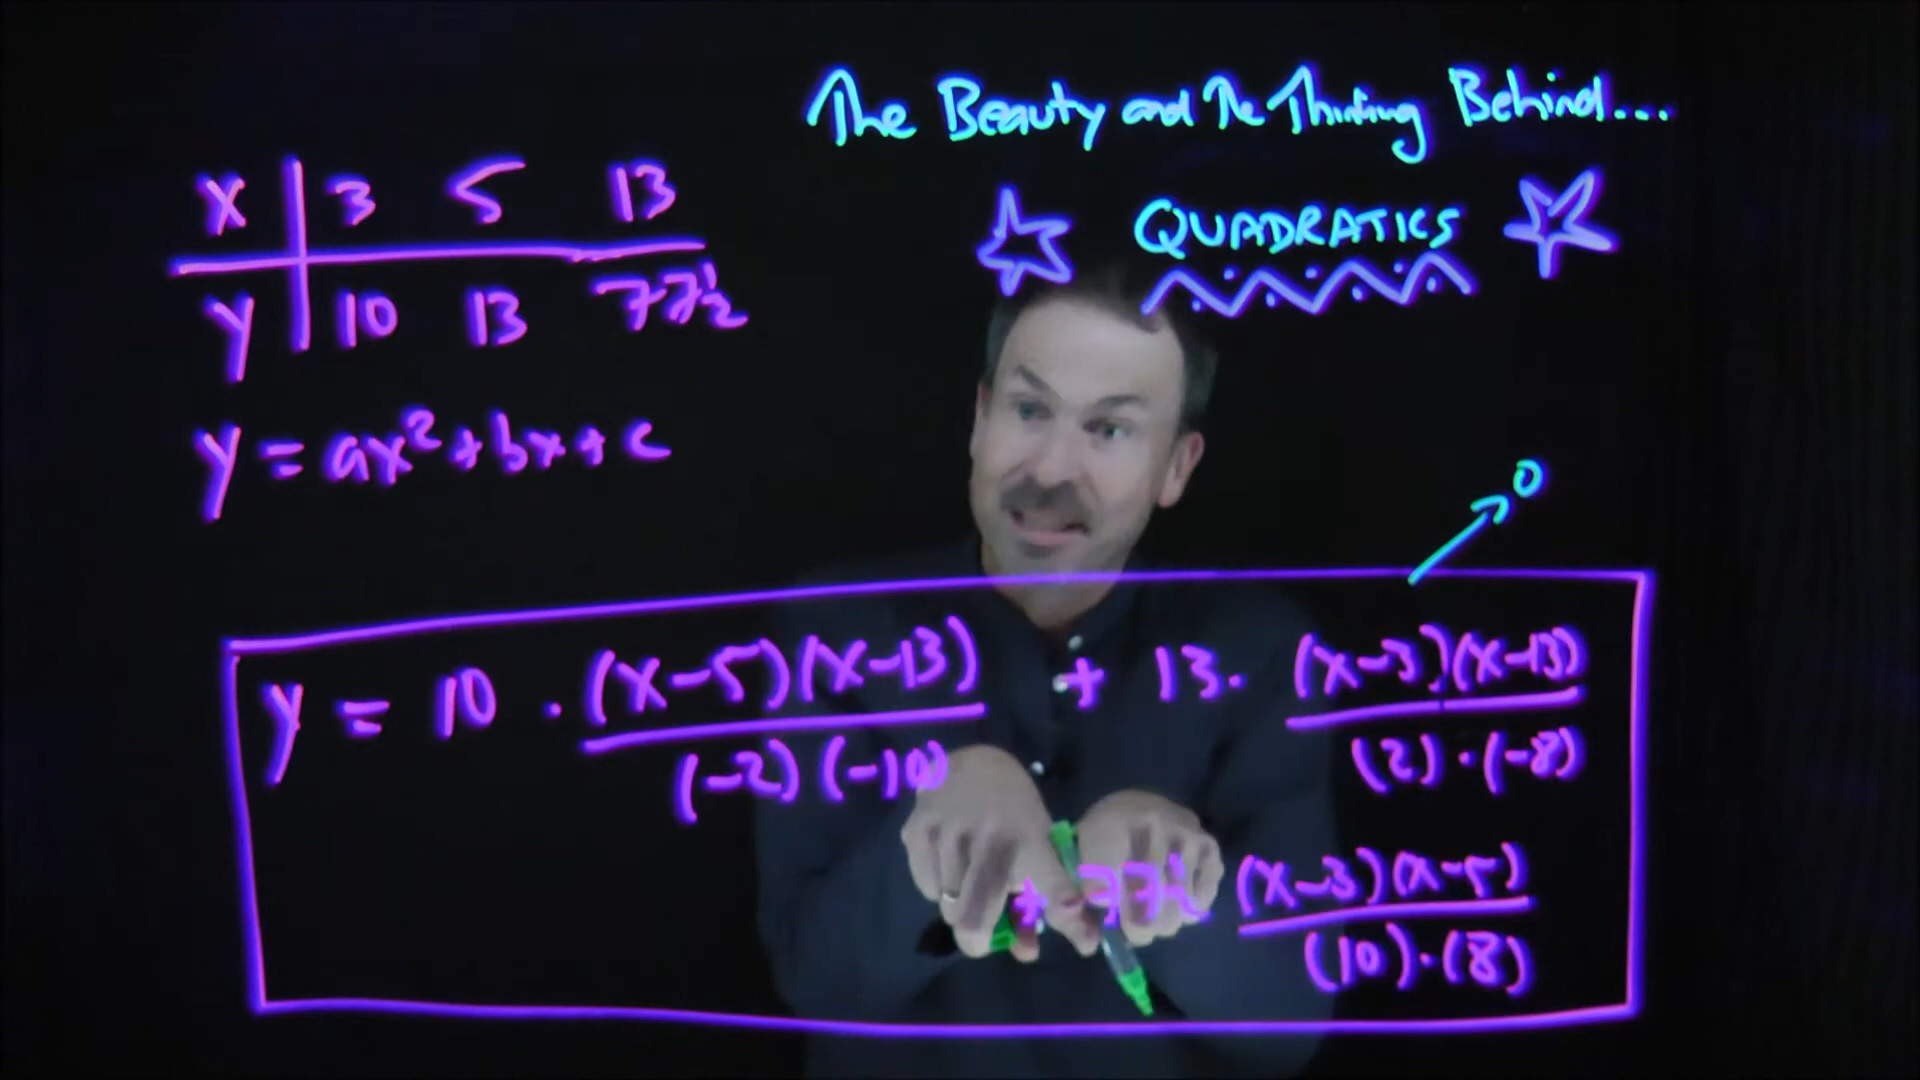 The Beauty and The Thinking Behind...
QUADRATICS
x 3 5 13
y 10 13 77½
y = ax² + bx + c
0
y = 10 · (x-5)(x-13) / (-2)(-10) + 13 · (x-3)(x-13) / (2)·(-8)
+ 77½ (x-3)(x-5) / (10)·(8)